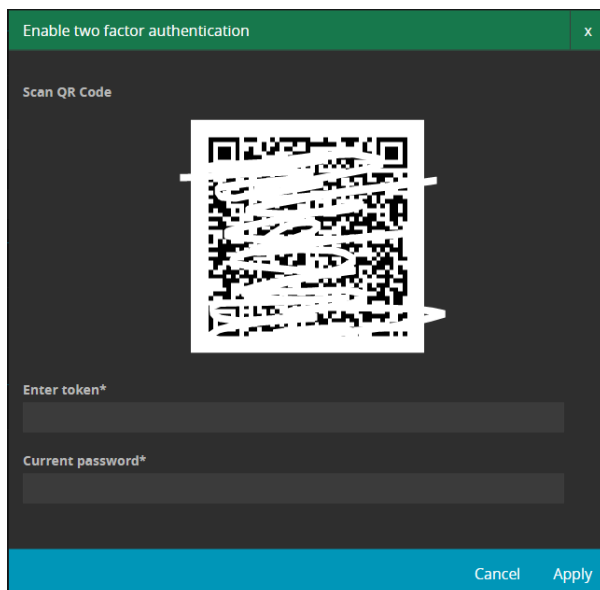 Enable two factor authentication
x
Scan QR Code
Enter token*
Current password*
Cancel
Apply